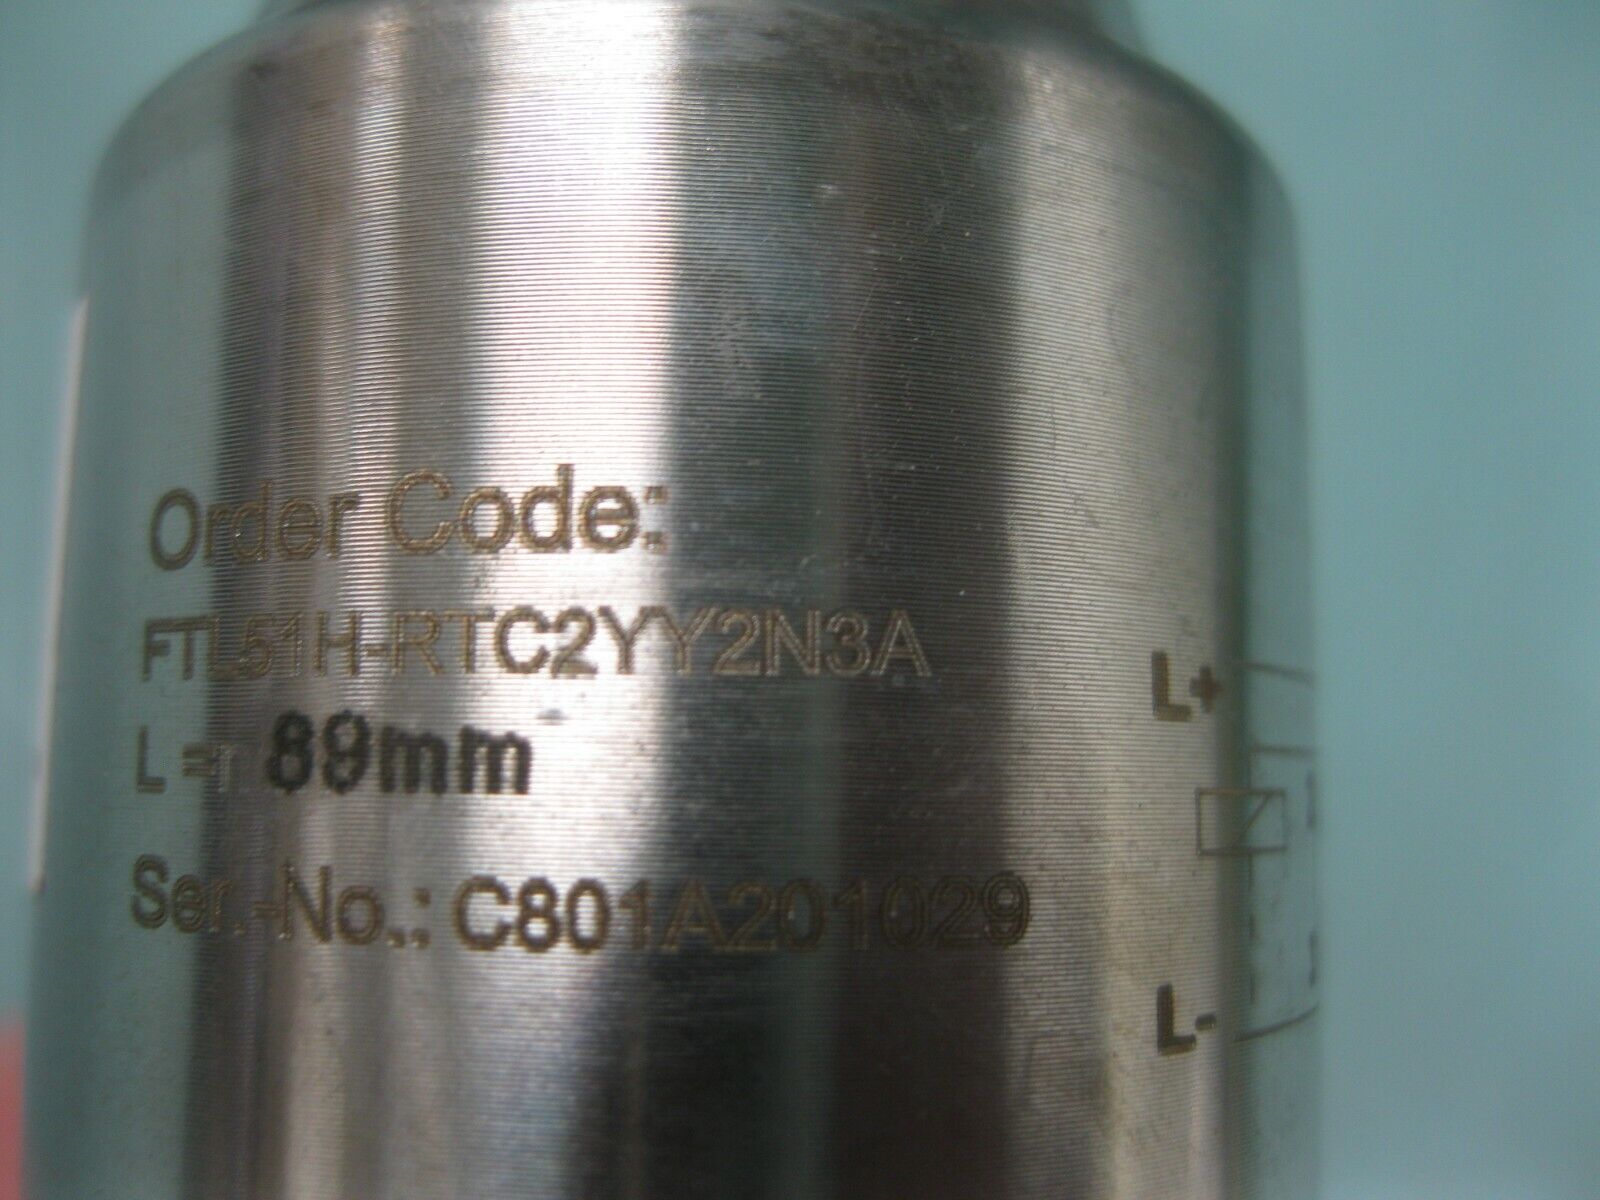 Order Code:
FTL51H-RTC2YY2N3A
L = 89mm
Ser.-No.: C801A201029
L+
L-